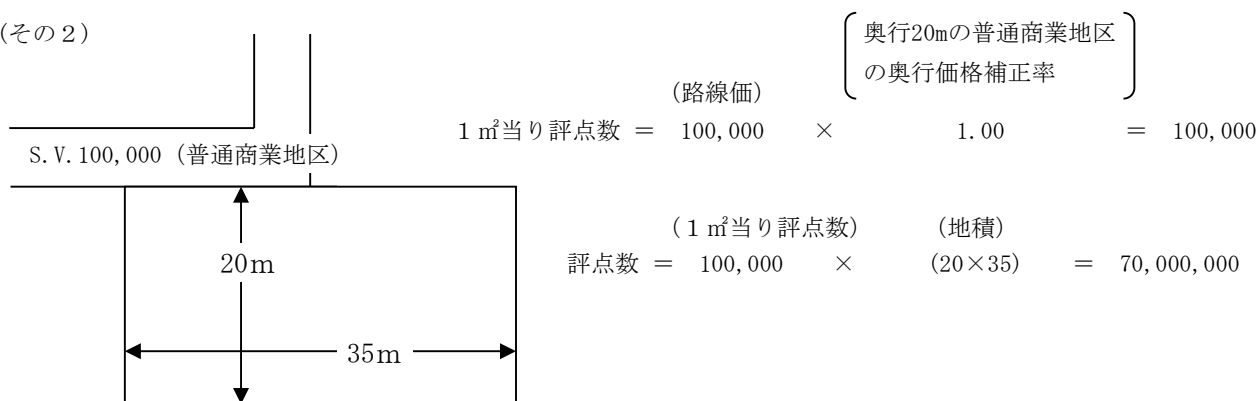 (その2)
奥行20mの普通商業地区
の奥行価格補正率
(路線価)
1㎡当り評点数 = 100,000 × 1.00 = 100,000
S.V.100,000 (普通商業地区)
(1㎡当り評点数) (地積)
評点数 = 100,000 × (20×35) = 70,000,000
20m
35m